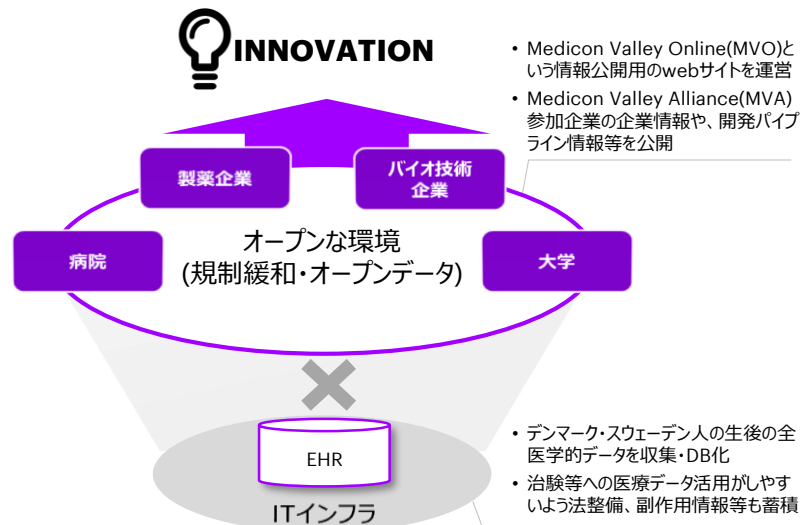 INNOVATION
• Medicon Valley Online(MVO)と
いう情報公開用のwebサイトを運営
• Medicon Valley Alliance(MVA)
参加企業の企業情報や、開発パイプ
ライン情報等を公開
製薬企業
バイオ技術
企業
病院
オープンな環境
(規制緩和・オープンデータ)
大学
EHR
ITインフラ
• デンマーク・スウェーデン人の生後の全
医学的データを収集・DB化
• 治験等への医療データ活用がしやす
いよう法整備、副作用情報等も蓄積